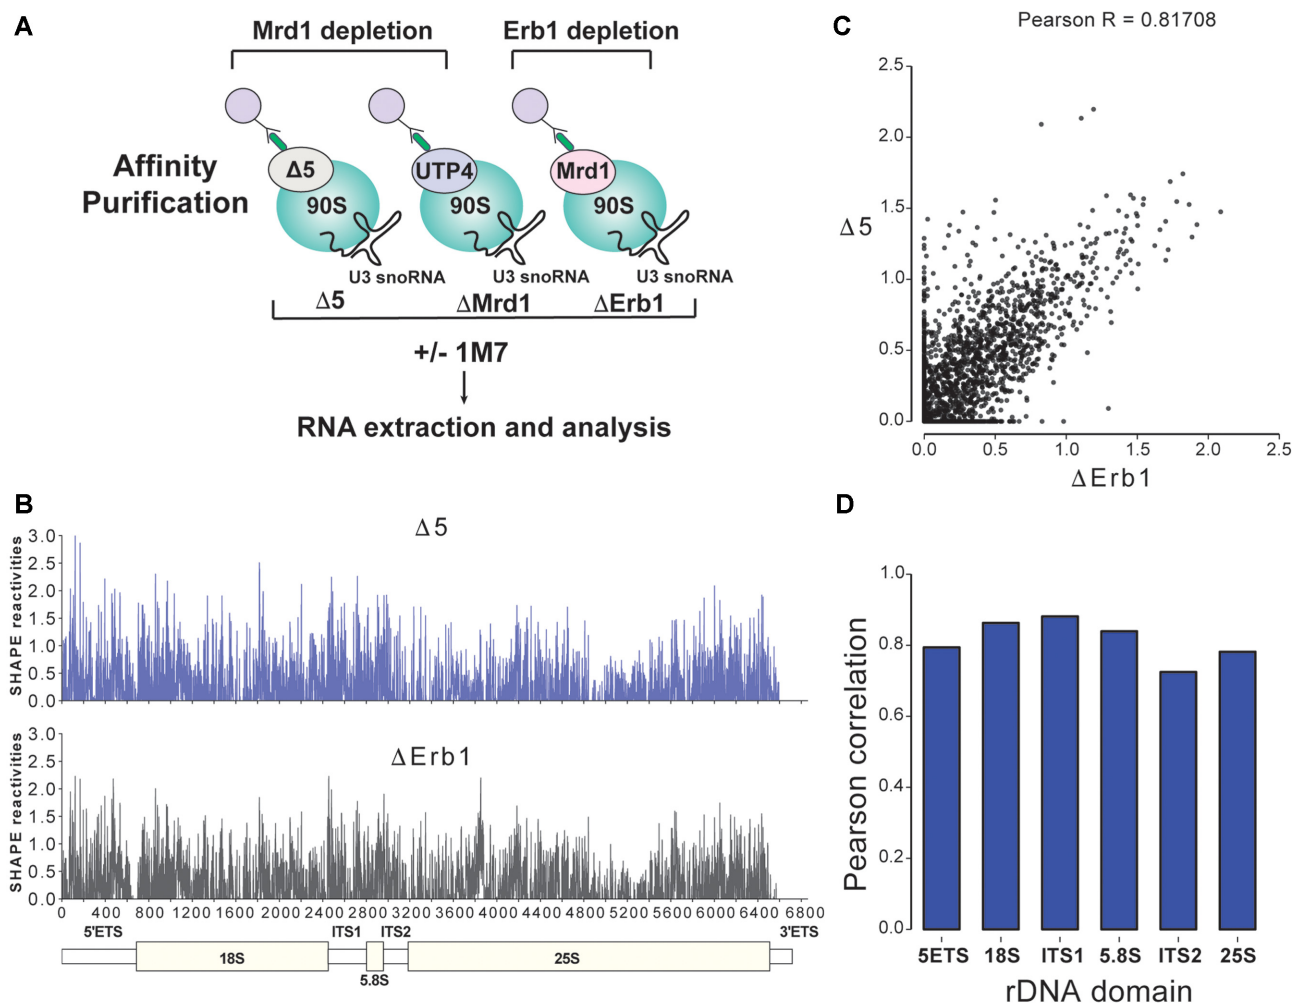 A
Mrd1 depletion
Erb1 depletion
Affinity
Purification
Δ5
UTP4
Mrd1
90S
90S
90S
U3 snoRNA
U3 snoRNA
U3 snoRNA
Δ5
ΔMrd1
ΔErb1
+/- 1M7
RNA extraction and analysis
B
Δ5
SHAPE reactivities
3.0
2.5
2.0
1.5
1.0
0.5
0.0
ΔErb1
SHAPE reactivities
3.0
2.5
2.0
1.5
1.0
0.5
0.0
0 400 800 1200 1600 2000 2400 2800 3200 3600 4000 4400 4800 5200 5600 6000 6400 6800
5'ETS
ITS1
ITS2
3'ETS
18S
25S
5.8S
C
Pearson R = 0.81708
2.5
2.0
1.5
1.0
0.5
0.0
Δ5
0.0 0.5 1.0 1.5 2.0 2.5
ΔErb1
D
Pearson correlation
1.0
0.8
0.6
0.4
0.2
0.0
5ETS 18S ITS1 5.8S ITS2 25S
rDNA domain